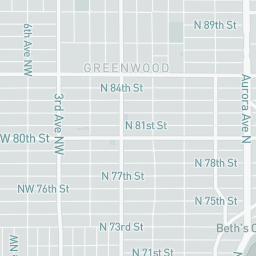 N 89th St
6th Ave NW
GREENWOOD
Aurora Ave N
N 84th St
3rd Ave NW
N 81st St
W 80th St
N 78th St
N 77th St
NW 76th St
N 75th St
N 73rd St
Beth's C
N 71st St